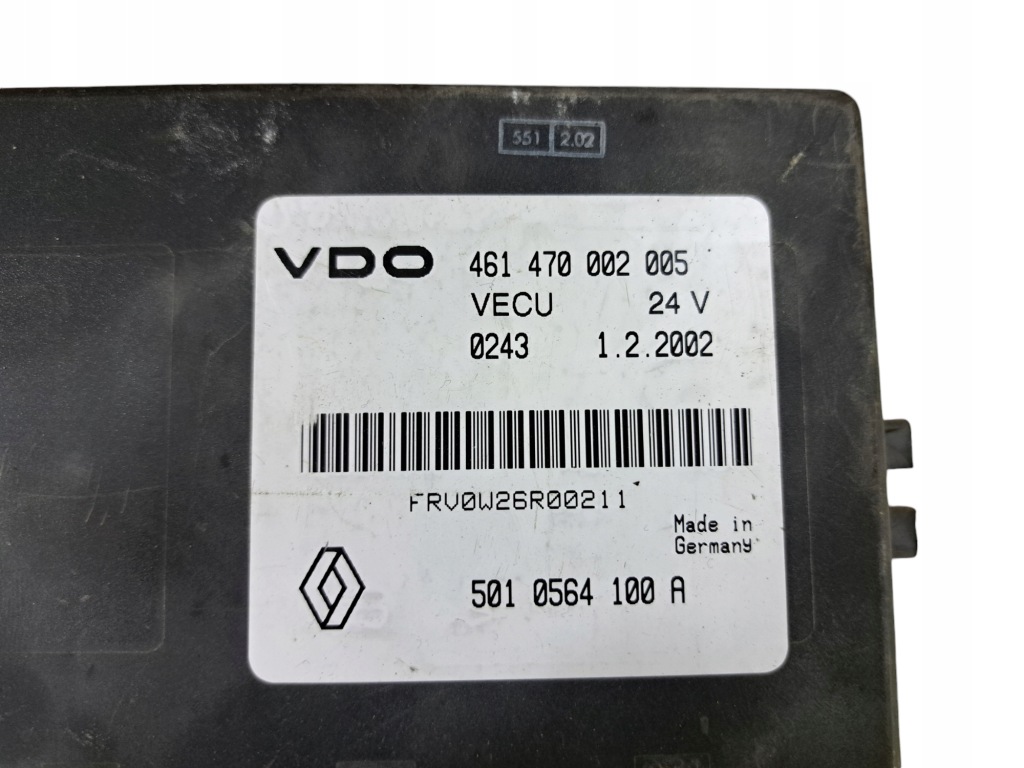 551 2.02
VDO 461 470 002 005
VECU 24 V
0243 1.2.2002
FRV0W26R00211
Made in
Germany
501 0564 100 A